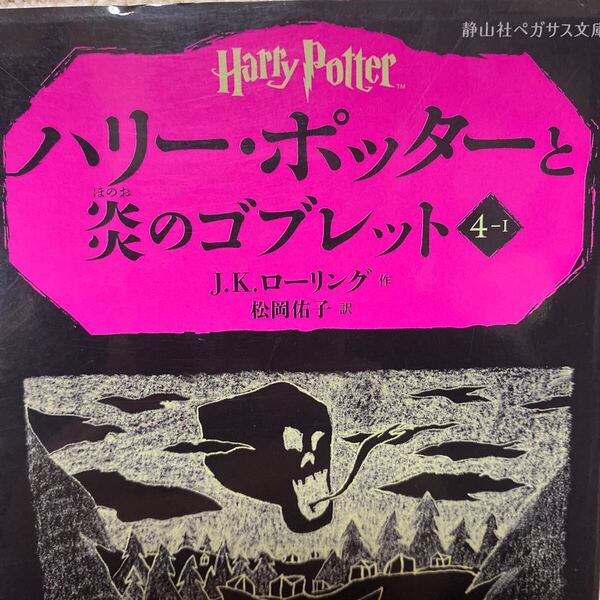 静山社ペガサス文庫
Harry Potter™
ハリー・ポッターと
ほのお
炎のゴブレット 4-I
J.K.ローリング 作
松岡佑子 訳